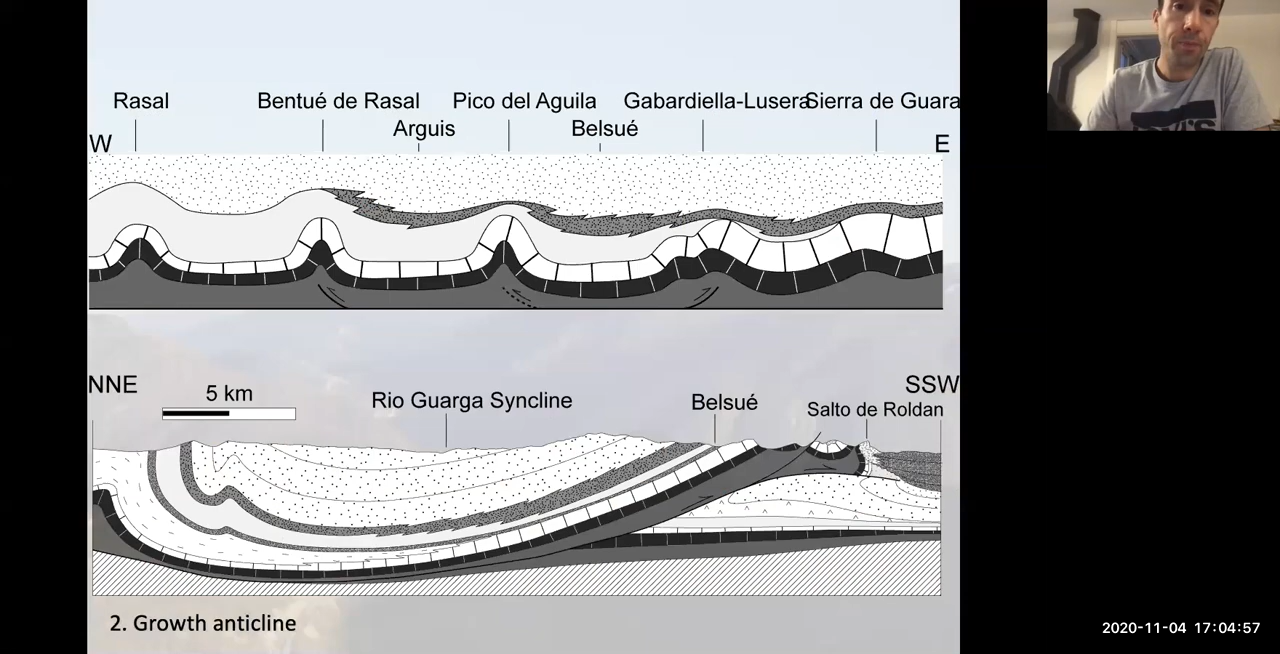 Rasal
Bentué de Rasal
Pico del Aguila
Gabardiella-Lusera
Sierra de Guara
Arguis
Belsué
W
E
NNE
5 km
Rio Guarga Syncline
Belsué
Salto de Roldan
SSW
2. Growth anticline
2020-11-04 17:04:57